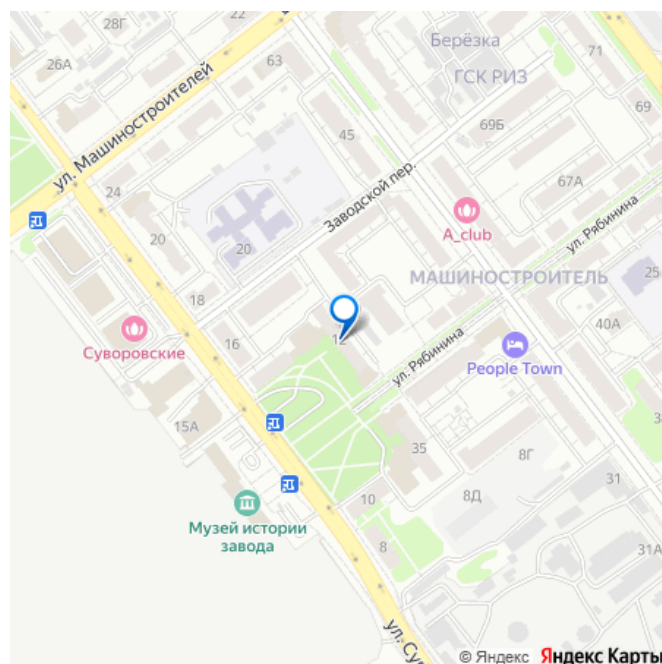 28Г
22
26А
63
Берёзка
ГСК РИЗ
71
69
69Б
ул. Машиностроителей
45
24
Заводской пер.
67А
A_club
20
20
ул. Рябинина
25
МАШИНОСТРОИТЕЛЬ
18
12
40А
16
Суворовские
ул. Рябинина
People Town
15А
35
8Г
31
10
8Д
Музей истории
завода
8
31А
ул. Су
© Яндекс Яндекс Карты